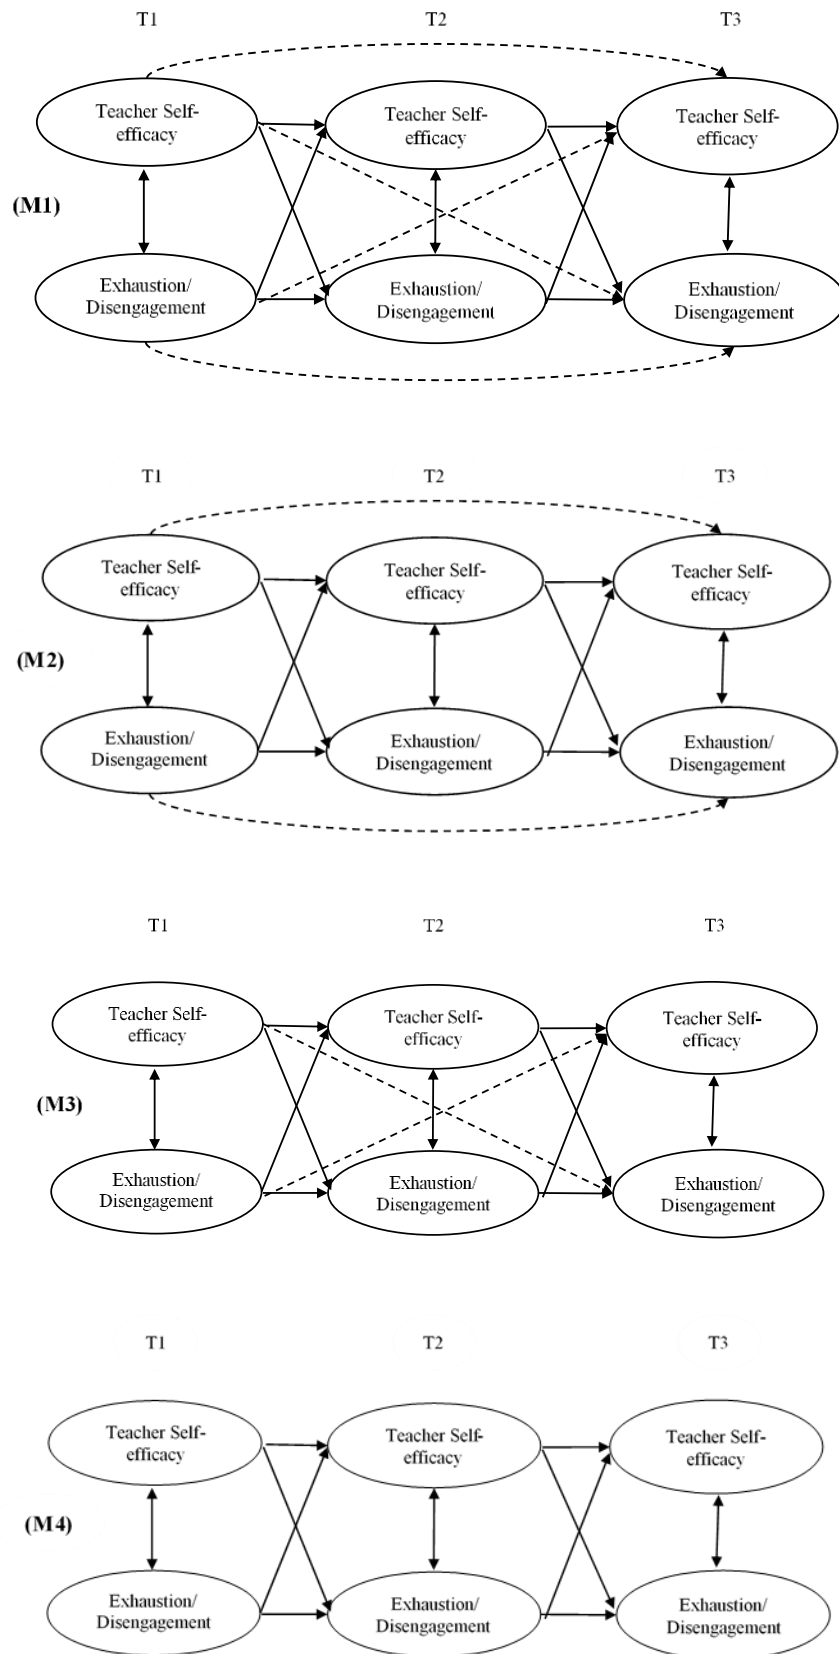 T1 T2 T3
Teacher Self-
efficacy
Teacher Self-
efficacy
Teacher Self-
efficacy
(M1)
Exhaustion/
Disengagement
Exhaustion/
Disengagement
Exhaustion/
Disengagement
T1 T2 T3
Teacher Self-
efficacy
Teacher Self-
efficacy
Teacher Self-
efficacy
(M2)
Exhaustion/
Disengagement
Exhaustion/
Disengagement
Exhaustion/
Disengagement
T1 T2 T3
Teacher Self-
efficacy
Teacher Self-
efficacy
Teacher Self-
efficacy
(M3)
Exhaustion/
Disengagement
Exhaustion/
Disengagement
Exhaustion/
Disengagement
T1 T2 T3
Teacher Self-
efficacy
Teacher Self-
efficacy
Teacher Self-
efficacy
(M4)
Exhaustion/
Disengagement
Exhaustion/
Disengagement
Exhaustion/
Disengagement